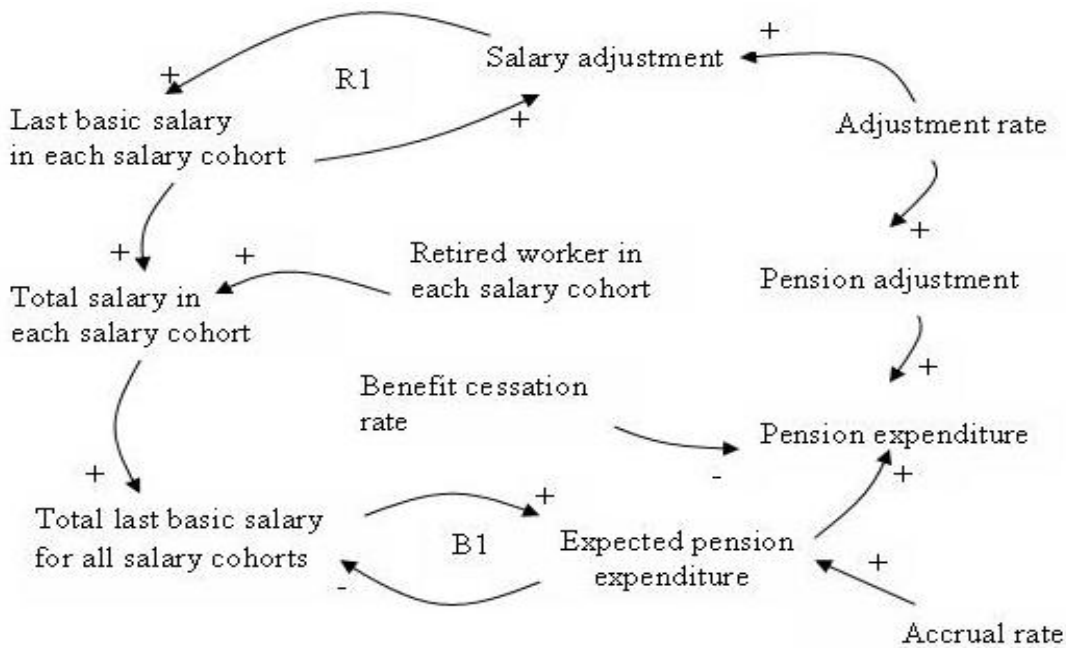 +
Salary adjustment
+
R1
+
Last basic salary
in each salary cohort
+
Adjustment rate
+
+
Retired worker in
each salary cohort
+
Pension adjustment
Total salary in
each salary cohort
+
Benefit cessation
rate
Pension expenditure
-
+
+
+
Total last basic salary
for all salary cohorts
B1
Expected pension
expenditure
-
+
Accrual rate